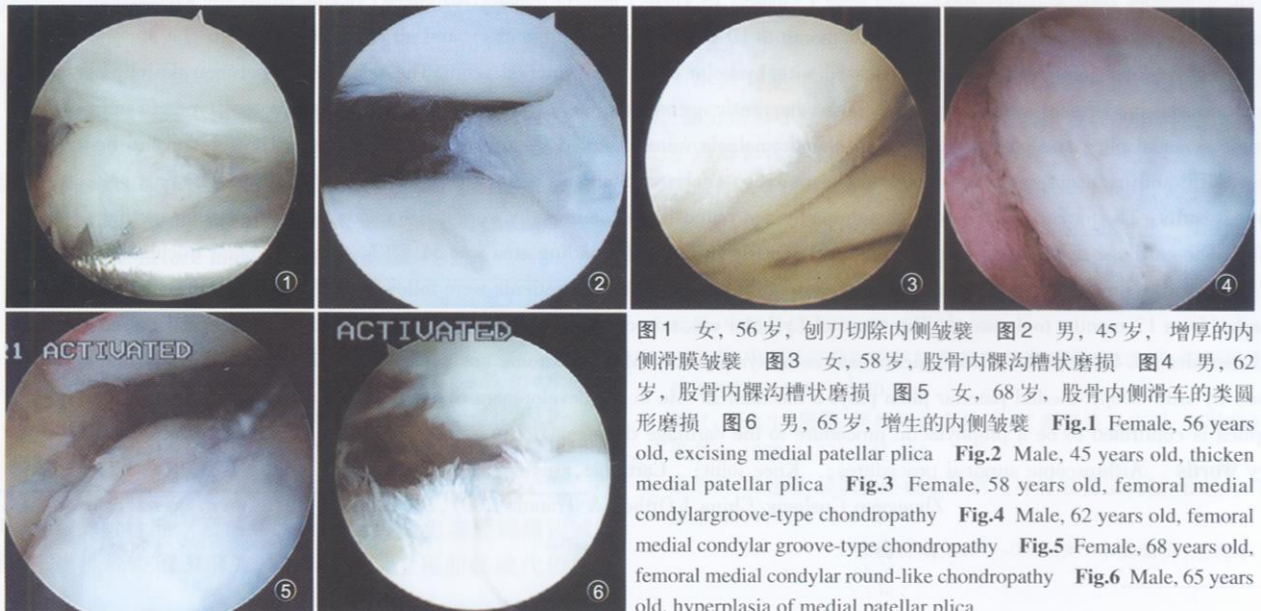 ①
②
③
④
R1 ACTIVATED
⑤
ACTIVATED
⑥
图1 女，56岁，刨刀切除内侧皱襞 图2 男，45岁，增厚的内
侧滑膜皱襞 图3 女，58岁，股骨内髁沟槽状磨损 图4 男，62
岁，股骨内髁沟槽状磨损 图5 女，68岁，股骨内侧滑车的类圆
形磨损 图6 男，65岁，增生的内侧皱襞 Fig.1 Female, 56 years
old, excising medial patellar plica Fig.2 Male, 45 years old, thicken
medial patellar plica Fig.3 Female, 58 years old, femoral medial
condylargroove-type chondropathy Fig.4 Male, 62 years old, femoral
medial condylar groove-type chondropathy Fig.5 Female, 68 years old,
femoral medial condylar round-like chondropathy Fig.6 Male, 65 years
old, hyperplasia of medial patellar plica